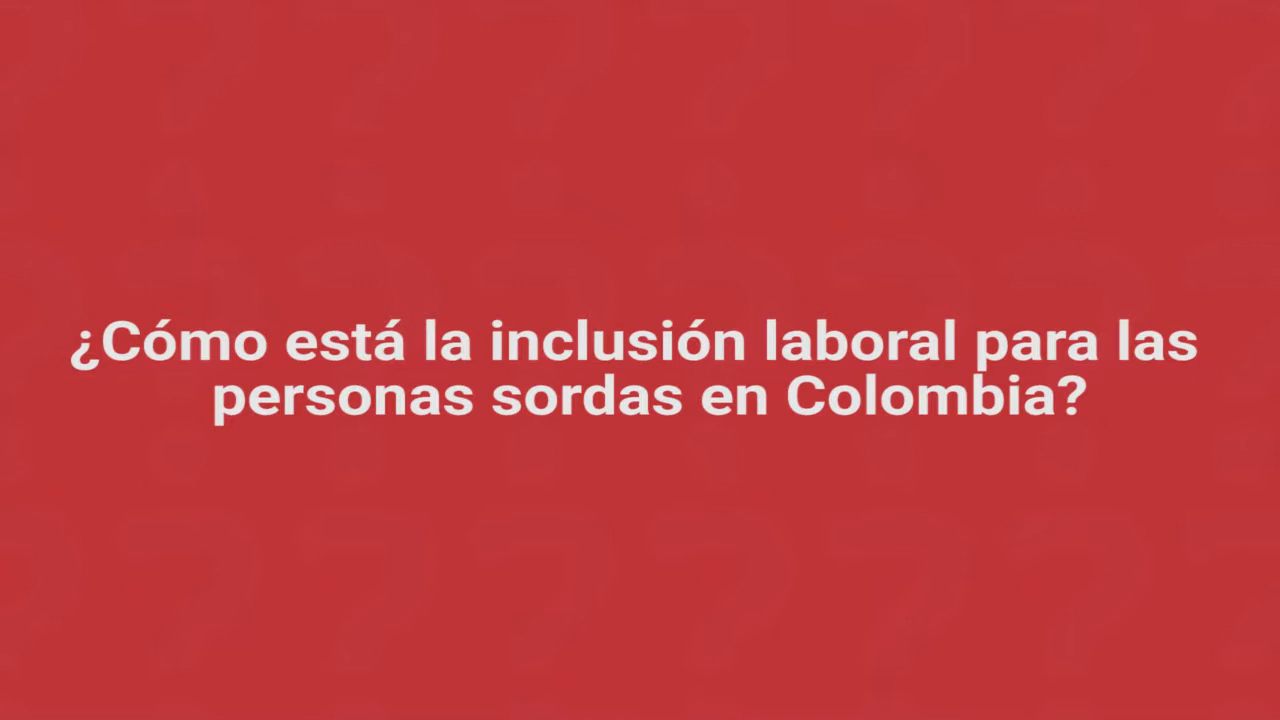 ¿Cómo está la inclusión laboral para las
personas sordas en Colombia?